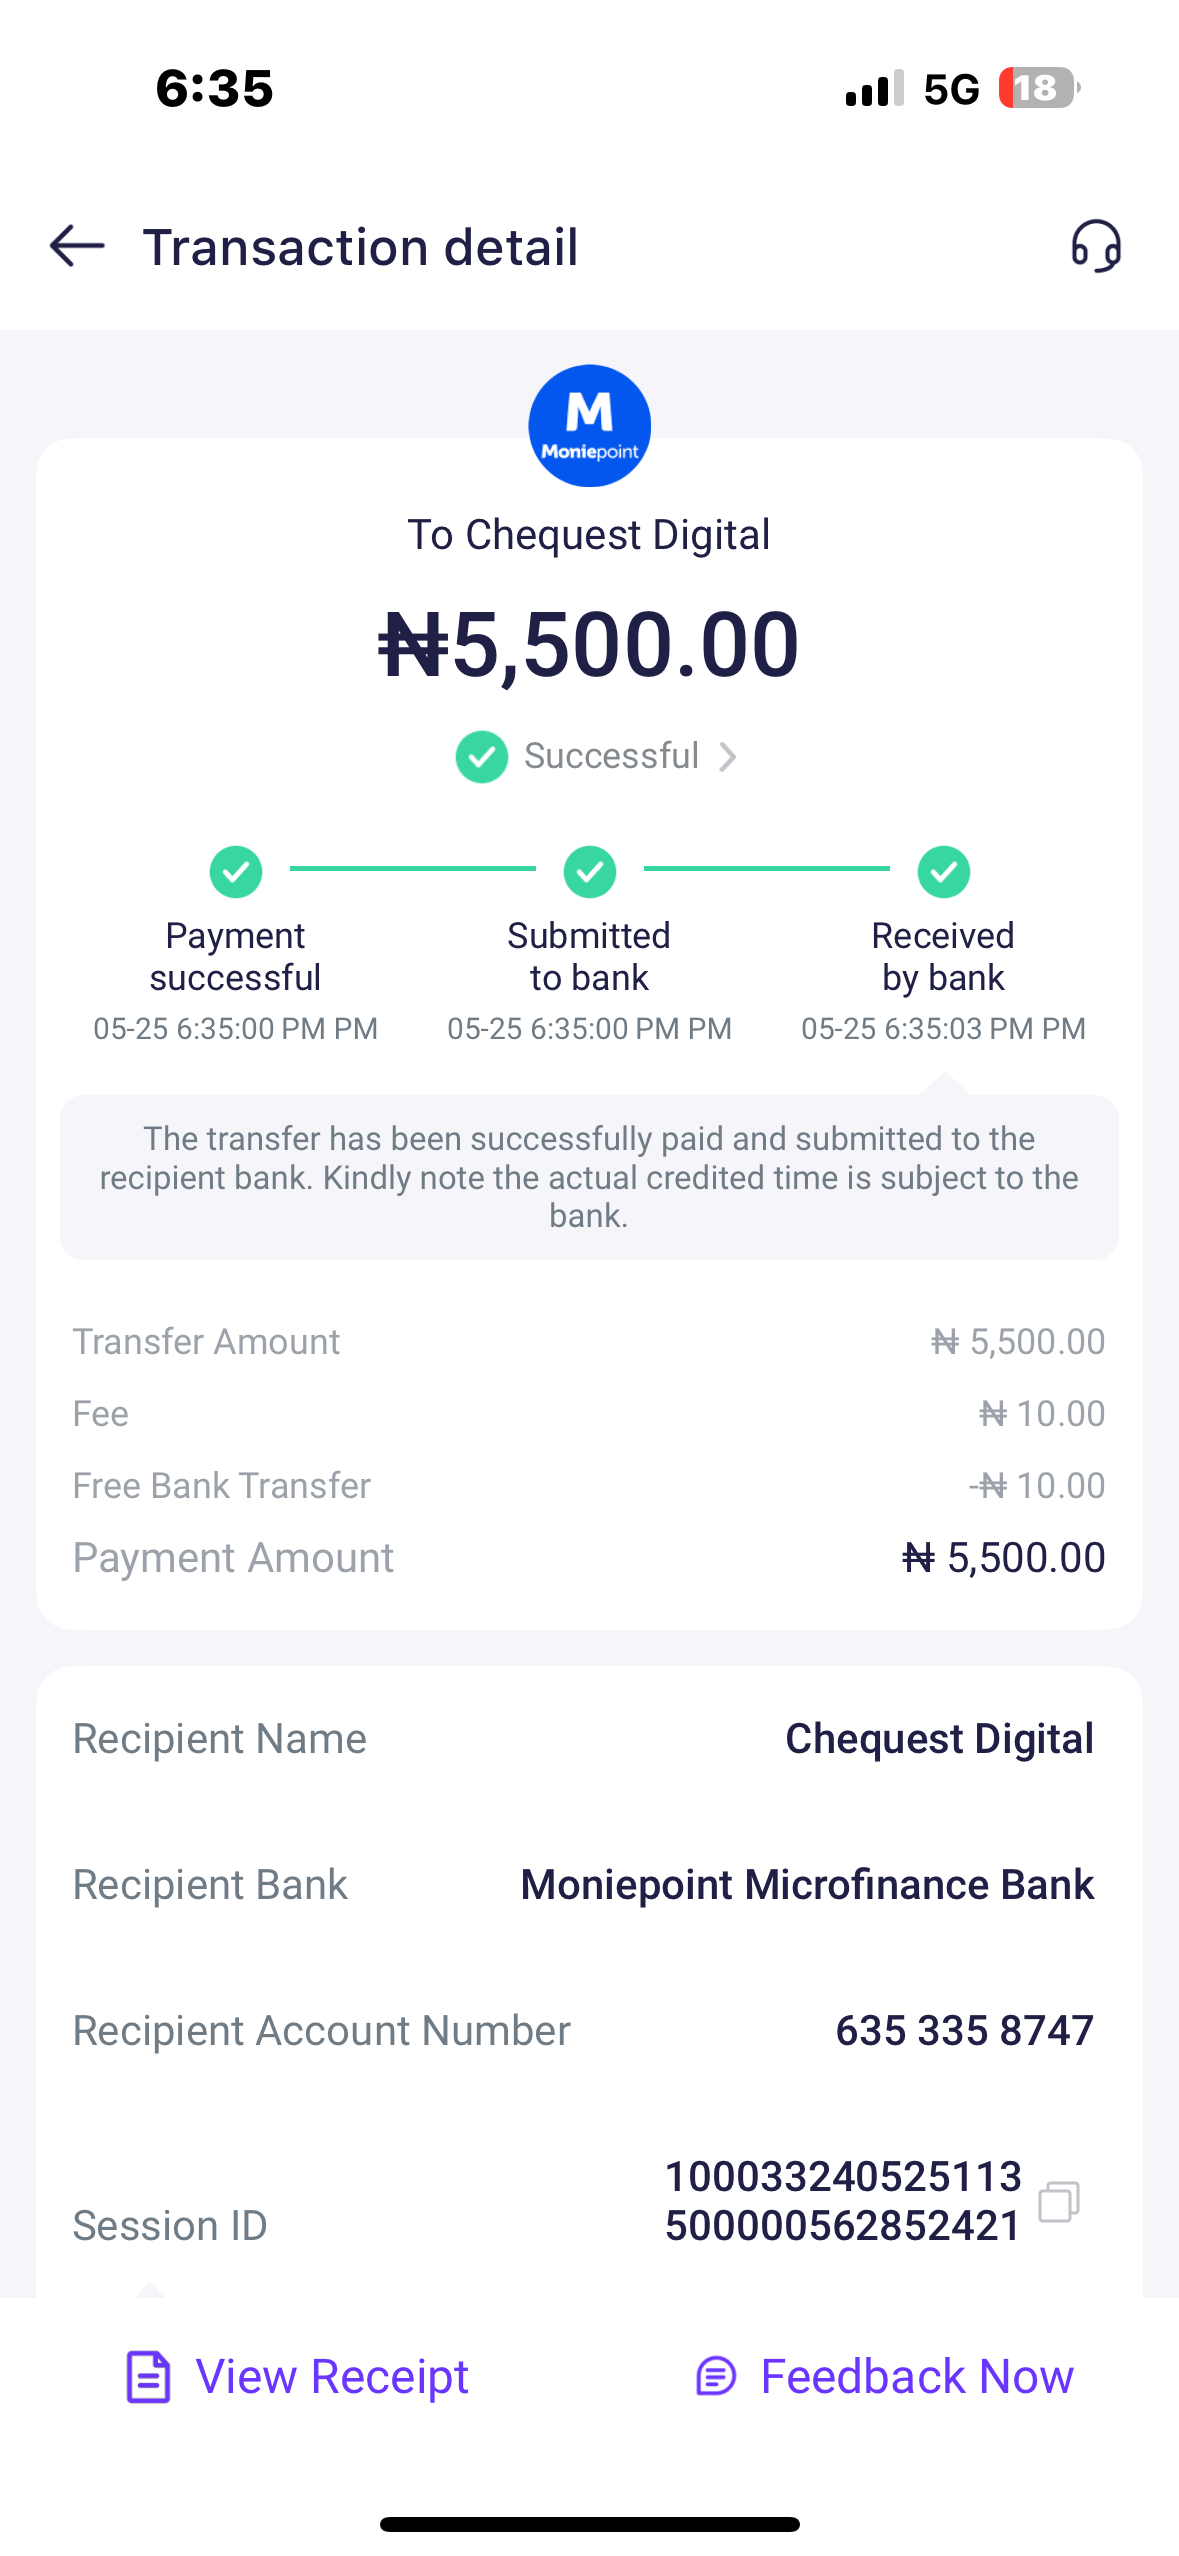 6:35
5G
18
Transaction detail
M
Moniepoint
To Chequest Digital
₦5,500.00
Successful
Payment successful
05-25 6:35:00 PM PM
Submitted to bank
05-25 6:35:00 PM PM
Received by bank
05-25 6:35:03 PM PM
The transfer has been successfully paid and submitted to the
recipient bank. Kindly note the actual credited time is subject to the
bank.
Transfer Amount ₦ 5,500.00
Fee ₦ 10.00
Free Bank Transfer -₦ 10.00
Payment Amount ₦ 5,500.00
Recipient Name Chequest Digital
Recipient Bank Moniepoint Microfinance Bank
Recipient Account Number 635 335 8747
Session ID 100033240525113
500000562852421
View Receipt
Feedback Now